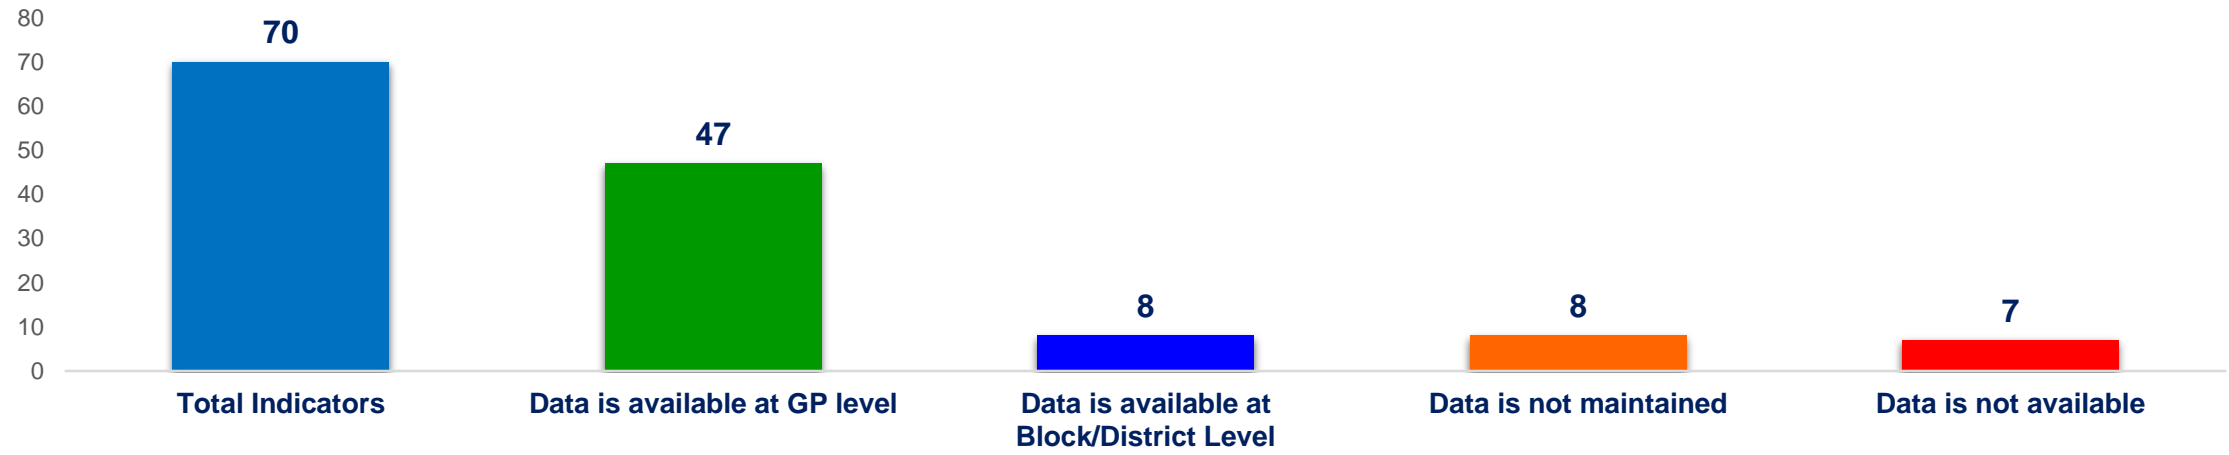 80
70
60
50
40
30
20
10
0
70
47
8
8
7
Total Indicators
Data is available at GP level
Data is available at
Block/District Level
Data is not maintained
Data is not available